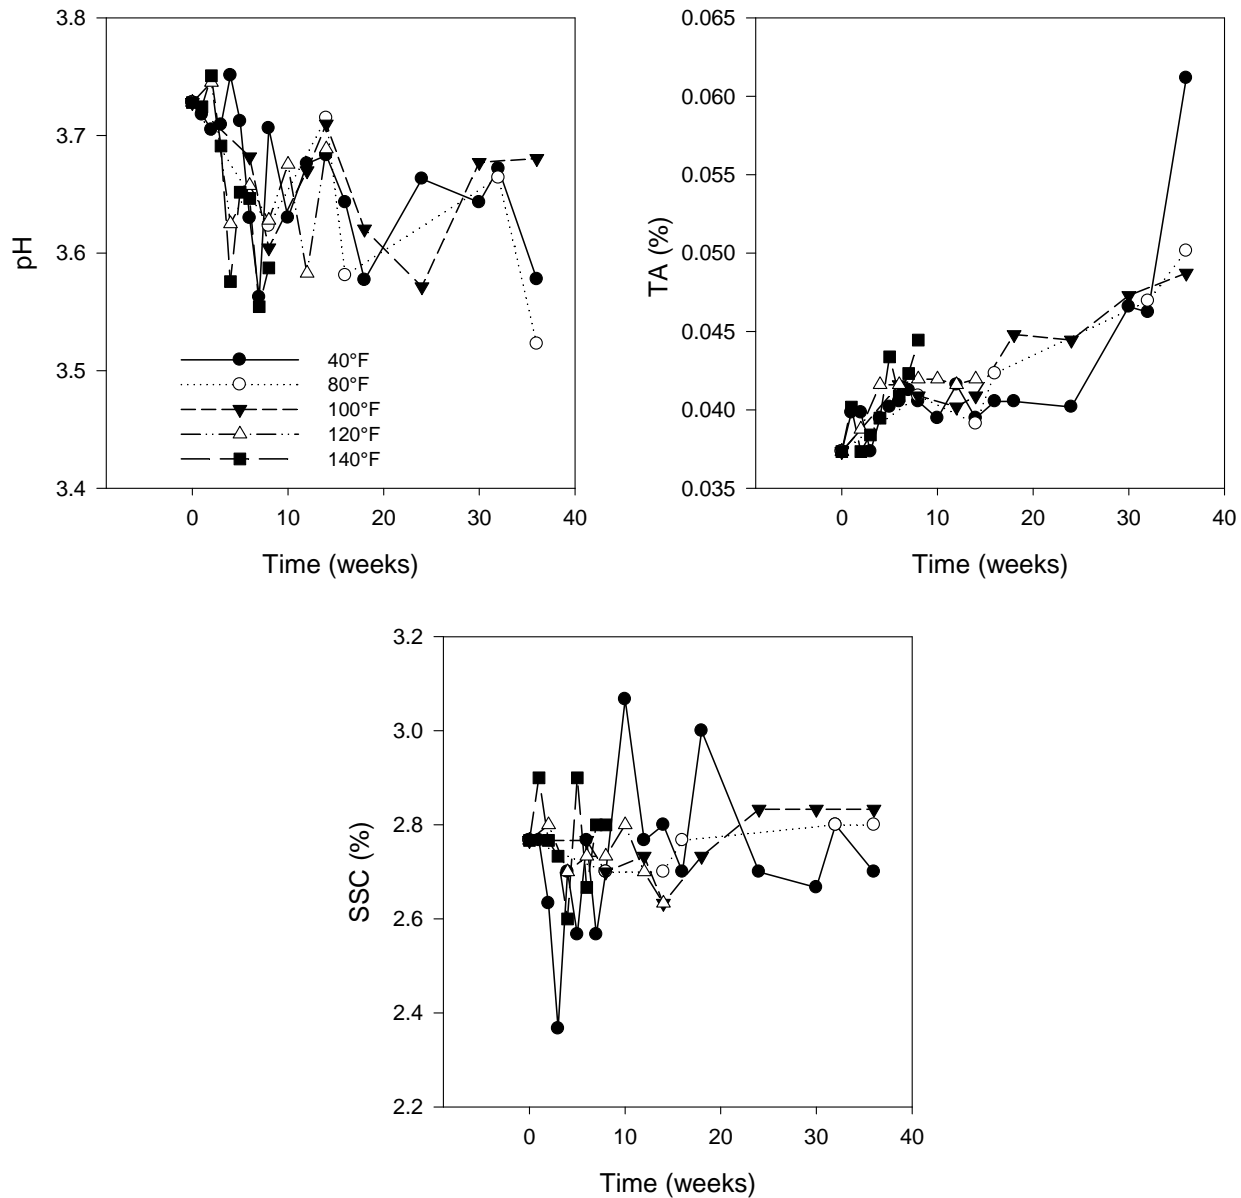 3.8
3.7
3.6
3.5
3.4
pH
40°F
80°F
100°F
120°F
140°F
0 10 20 30 40
Time (weeks)
0.065
0.060
0.055
0.050
0.045
0.040
0.035
TA (%)
0 10 20 30 40
Time (weeks)
3.2
3.0
2.8
2.6
2.4
2.2
SSC (%)
0 10 20 30 40
Time (weeks)